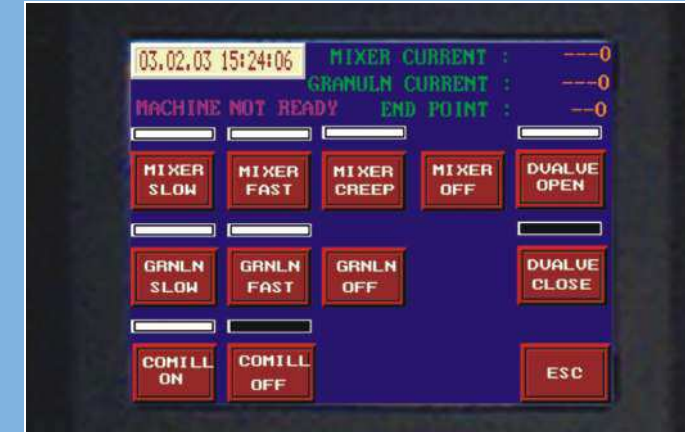 03.02.03 15:24:06
MIXER CURRENT : ---0
GRANULN CURRENT : ---0
MACHINE NOT READY
END POINT : --0
MIXER SLOW
MIXER FAST
MIXER CREEP
MIXER OFF
DVALVE OPEN
GRNLN SLOW
GRNLN FAST
GRNLN OFF
DVALVE CLOSE
COMILL ON
COMILL OFF
ESC